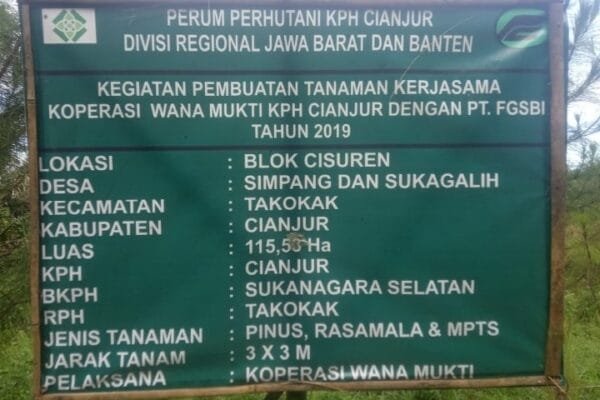 PERUM PERHUTANI KPH CIANJUR
DIVISI REGIONAL JAWA BARAT DAN BANTEN
KEGIATAN PEMBUATAN TANAMAN KERJASAMA
KOPERASI WANA MUKTI KPH CIANJUR DENGAN PT. FGSBI
TAHUN 2019
LOKASI : BLOK CISUREN
DESA : SIMPANG DAN SUKAGALIH
KECAMATAN : TAKOKAK
KABUPATEN : CIANJUR
LUAS : 115,53 Ha
KPH : CIANJUR
BKPH : SUKANAGARA SELATAN
RPH : TAKOKAK
JENIS TANAMAN : PINUS, RASAMALA & MPTS
JARAK TANAM : 3 X 3 M
PELAKSANA : KOPERASI WANA MUKTI